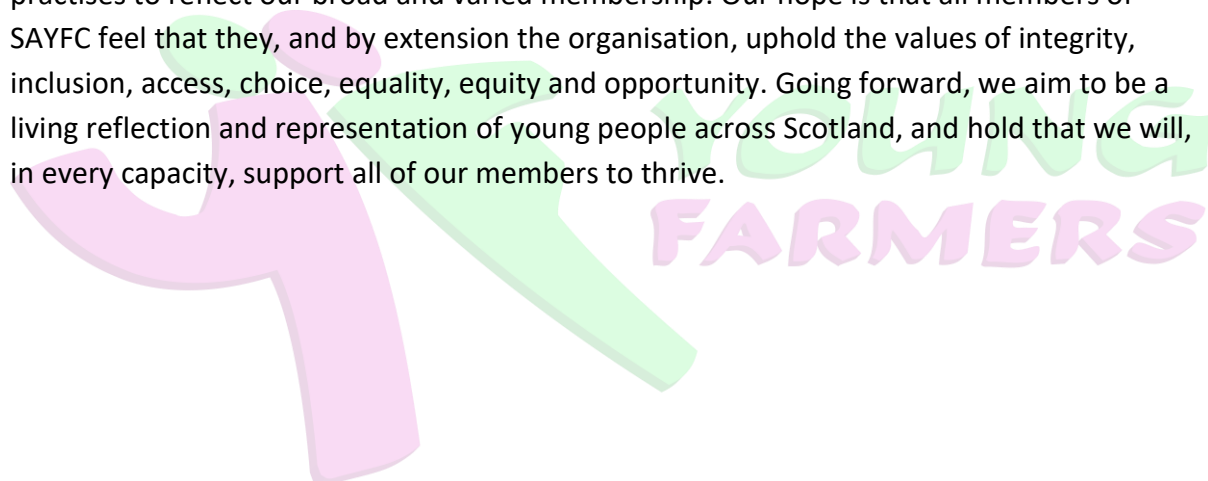 practises to reflect our broad and varied membership. Our hope is that all members of
SAYFC feel that they, and by extension the organisation, uphold the values of integrity,
inclusion, access, choice, equality, equity and opportunity. Going forward, we aim to be a
living reflection and representation of young people across Scotland, and hold that we will,
in every capacity, support all of our members to thrive.
YOUNG
FARMERS